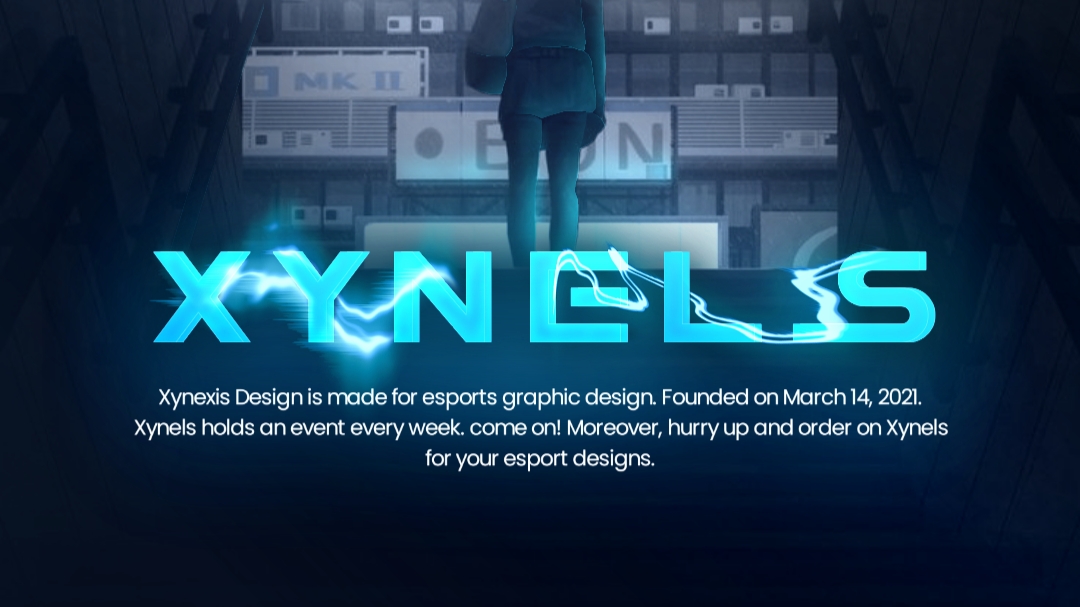 MK II
XYNELS
Xynexis Design is made for esports graphic design. Founded on March 14, 2021.
Xynels holds an event every week. come on! Moreover, hurry up and order on Xynels
for your esport designs.